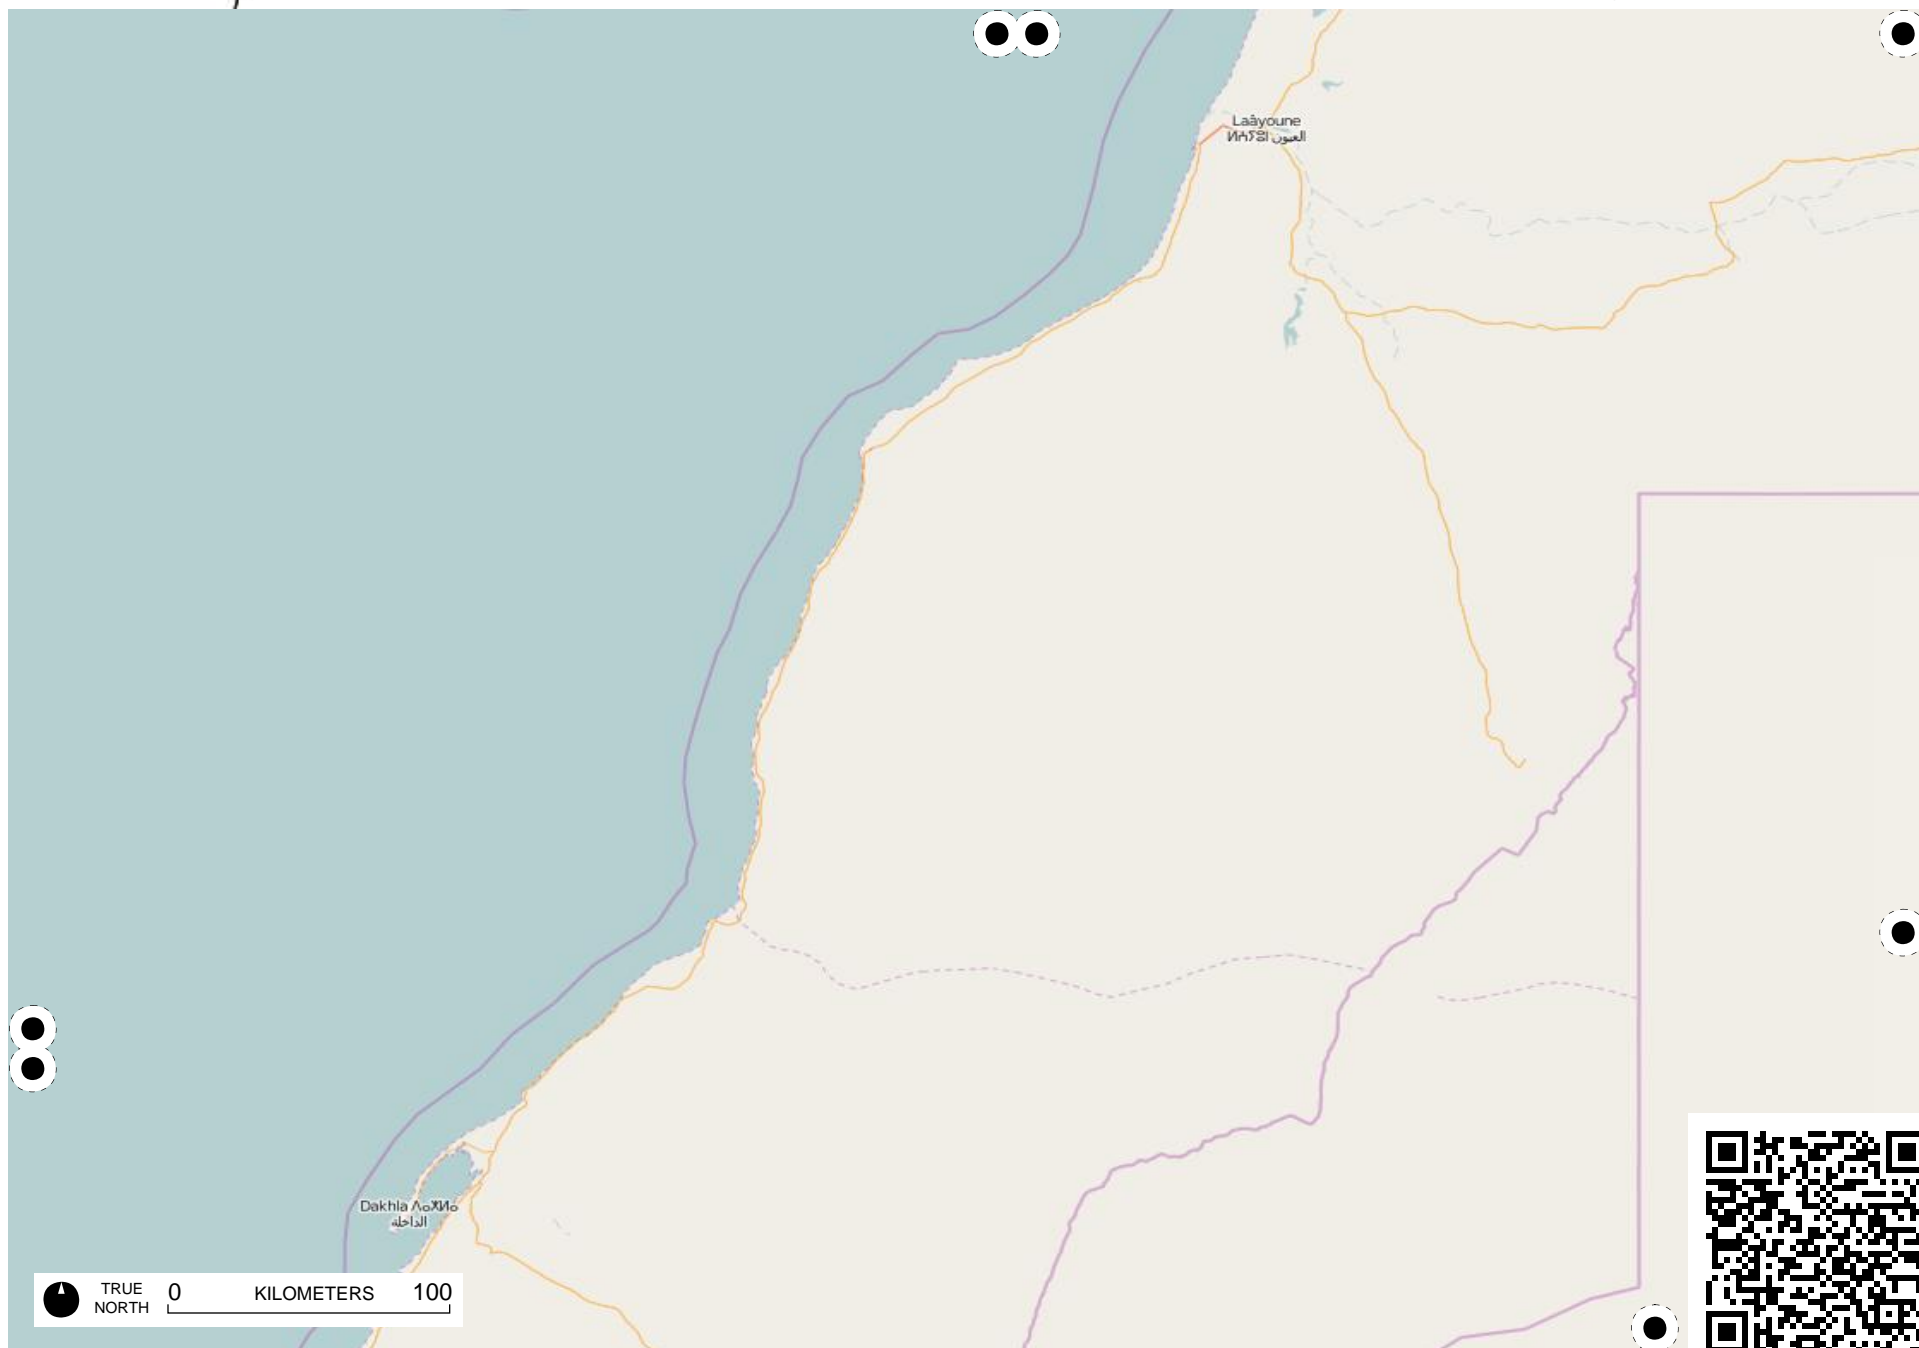 Laâyoune
ⵍⵄⵢⵓⵏ العيون
Dakhla ⴷⴰⵅⵍⴰ
الداخلة
TRUE NORTH
0 KILOMETERS 100